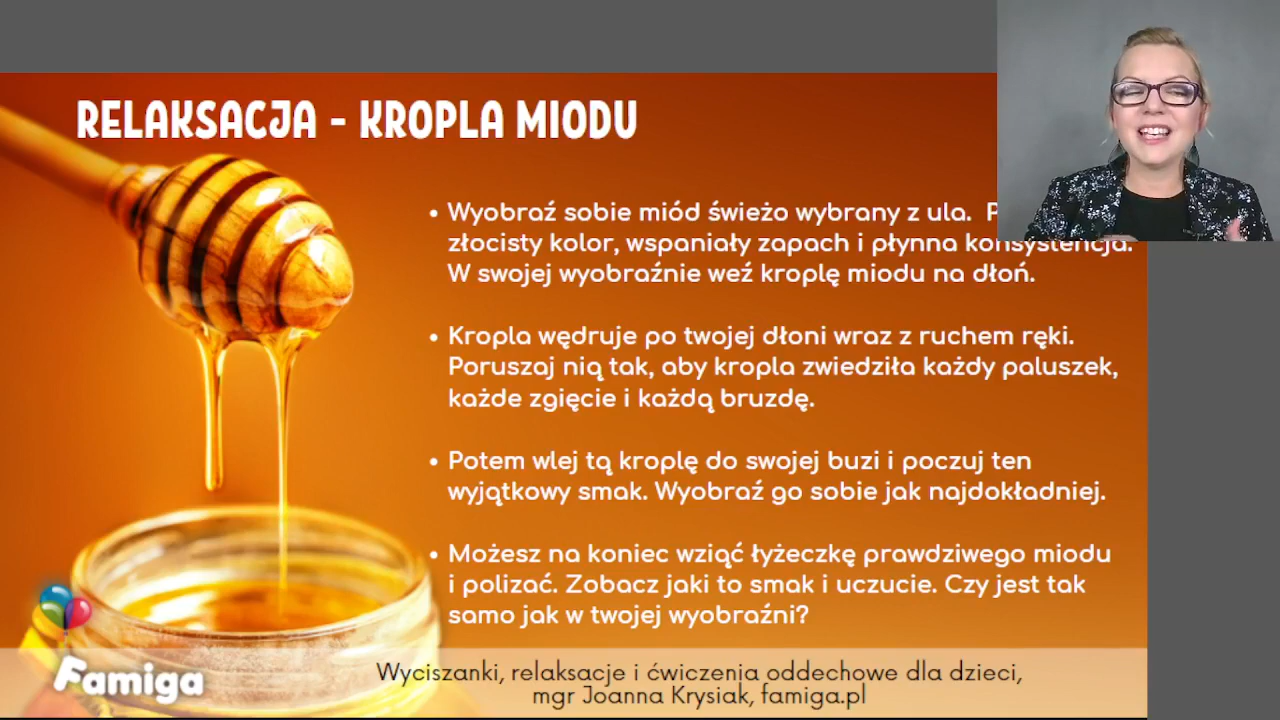 RELAKSACJA - KROPLA MIODU
• Wyobraź sobie miód świeżo wybrany z ula.
złocisty kolor, wspaniały zapach i płynna konsystencja.
W swojej wyobraźnie weź kroplę miodu na dłoń.
• Kropla wędruje po twojej dłoni wraz z ruchem ręki.
Poruszaj nią tak, aby kropla zwiedziła każdy paluszek,
każde zgięcie i każdą bruzdę.
• Potem wlej tą kroplę do swojej buzi i poczuj ten
wyjątkowy smak. Wyobraź go sobie jak najdokładniej.
• Możesz na koniec wziąć łyżeczkę prawdziwego miodu
i polizać. Zobacz jaki to smak i uczucie. Czy jest tak
samo jak w twojej wyobraźni?
Famiga
Wyciszanki, relaksacje i ćwiczenia oddechowe dla dzieci,
mgr Joanna Krysiak, famiga.pl